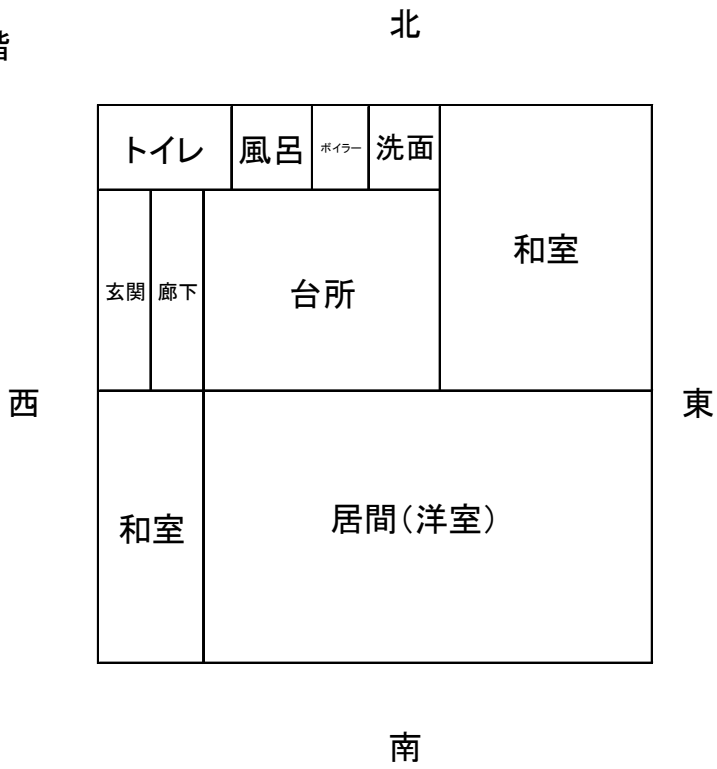 北
階
トイレ
風呂
ボイラー
洗面
和室
玄関
廊下
台所
西
東
和室
居間(洋室)
南